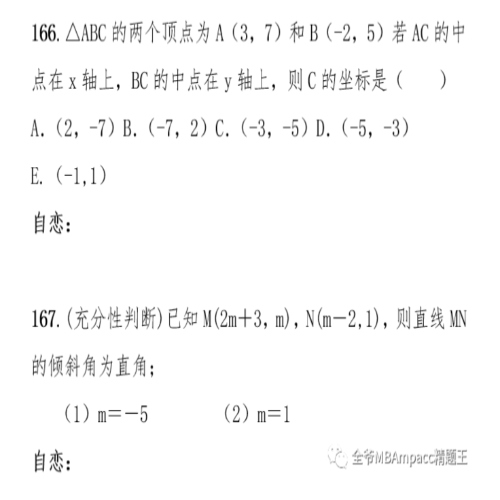 166. △ABC 的两个顶点为 A（3, 7）和 B（-2, 5）若 AC 的中
点在 x 轴上，BC 的中点在 y 轴上，则 C 的坐标是（    ）
A.（2, -7）B.（-7, 2）C.（-3, -5）D.（-5, -3）
E.（-1,1）
自恋：
167. (充分性判断)已知 M(2m＋3, m), N(m－2,1), 则直线 MN
的倾斜角为直角；
（1）m＝－5    （2）m＝1
自恋：
全爷MBAmpacc精题王